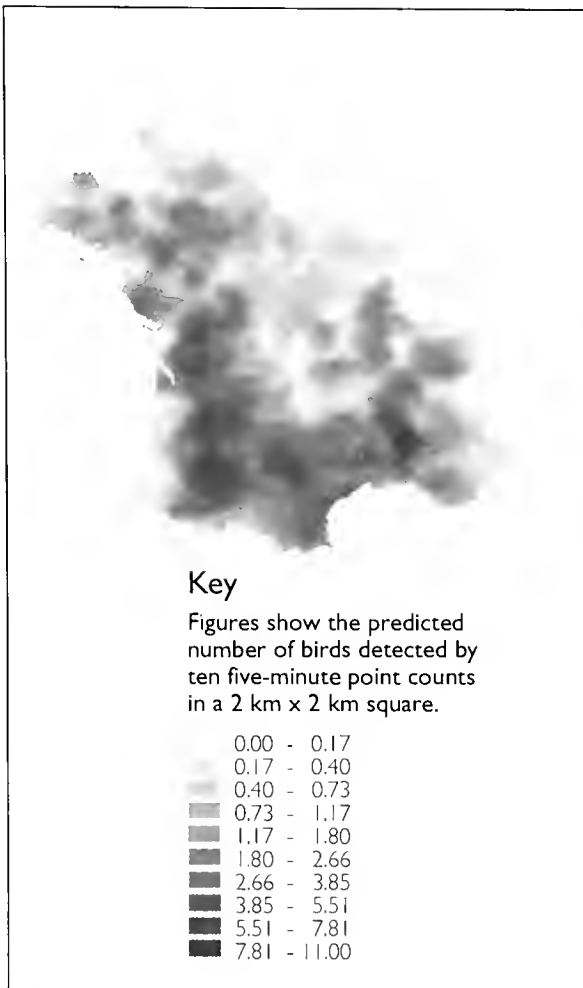 Key
Figures show the predicted
number of birds detected by
ten five-minute point counts
in a 2 km x 2 km square.
0.00 - 0.17
0.17 - 0.40
0.40 - 0.73
0.73 - 1.17
1.17 - 1.80
1.80 - 2.66
2.66 - 3.85
3.85 - 5.51
5.51 - 7.81
7.81 - 11.00